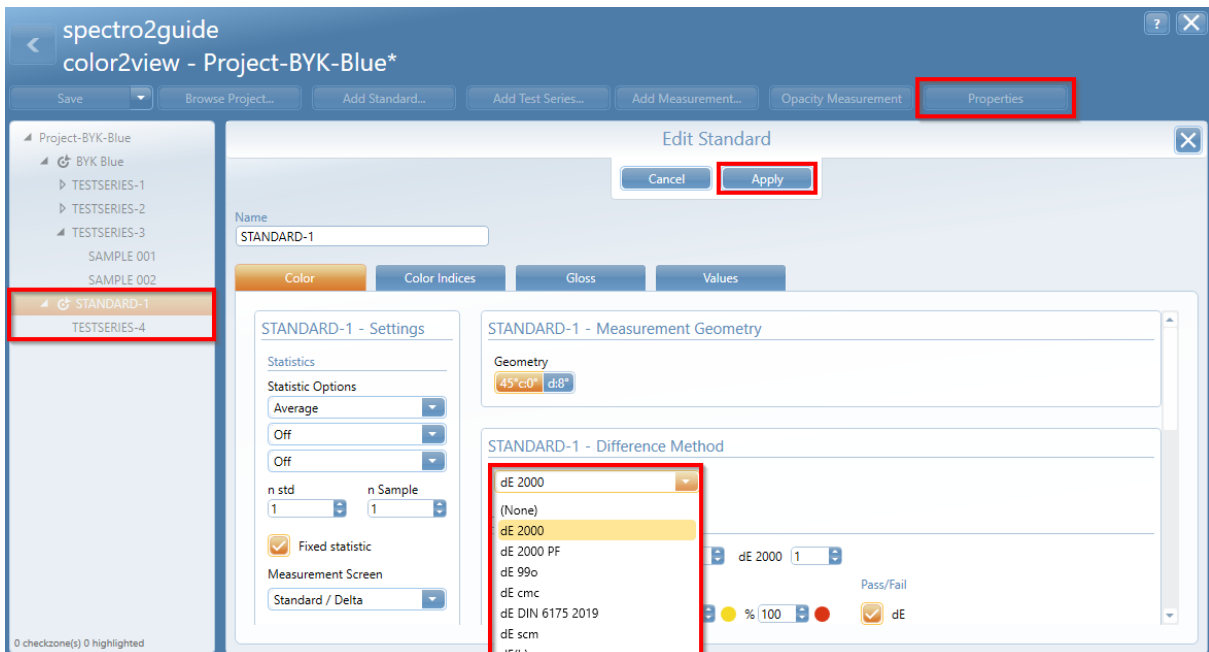 spectro2guide
color2view - Project-BYK-Blue*
?
Save
Browse Project...
Add Standard...
Add Test Series...
Add Measurement...
Opacity Measurement
Properties
Project-BYK-Blue
BYK Blue
TESTSERIES-1
TESTSERIES-2
TESTSERIES-3
SAMPLE 001
SAMPLE 002
STANDARD-1
TESTSERIES-4
0 checkzone(s) 0 highlighted
Edit Standard
Cancel
Apply
Name
STANDARD-1
Color
Color Indices
Gloss
Values
STANDARD-1 - Settings
Statistics
Statistic Options
Average
Off
Off
n std
n Sample
1
1
Fixed statistic
Measurement Screen
Standard / Delta
STANDARD-1 - Measurement Geometry
Geometry
45°c:0°
d:8°
STANDARD-1 - Difference Method
dE 2000
(None)
dE 2000
dE 2000 PF
dE 99o
dE cmc
dE DIN 6175 2019
dE scm
dE 2000
1
Pass/Fail
% 100
dE